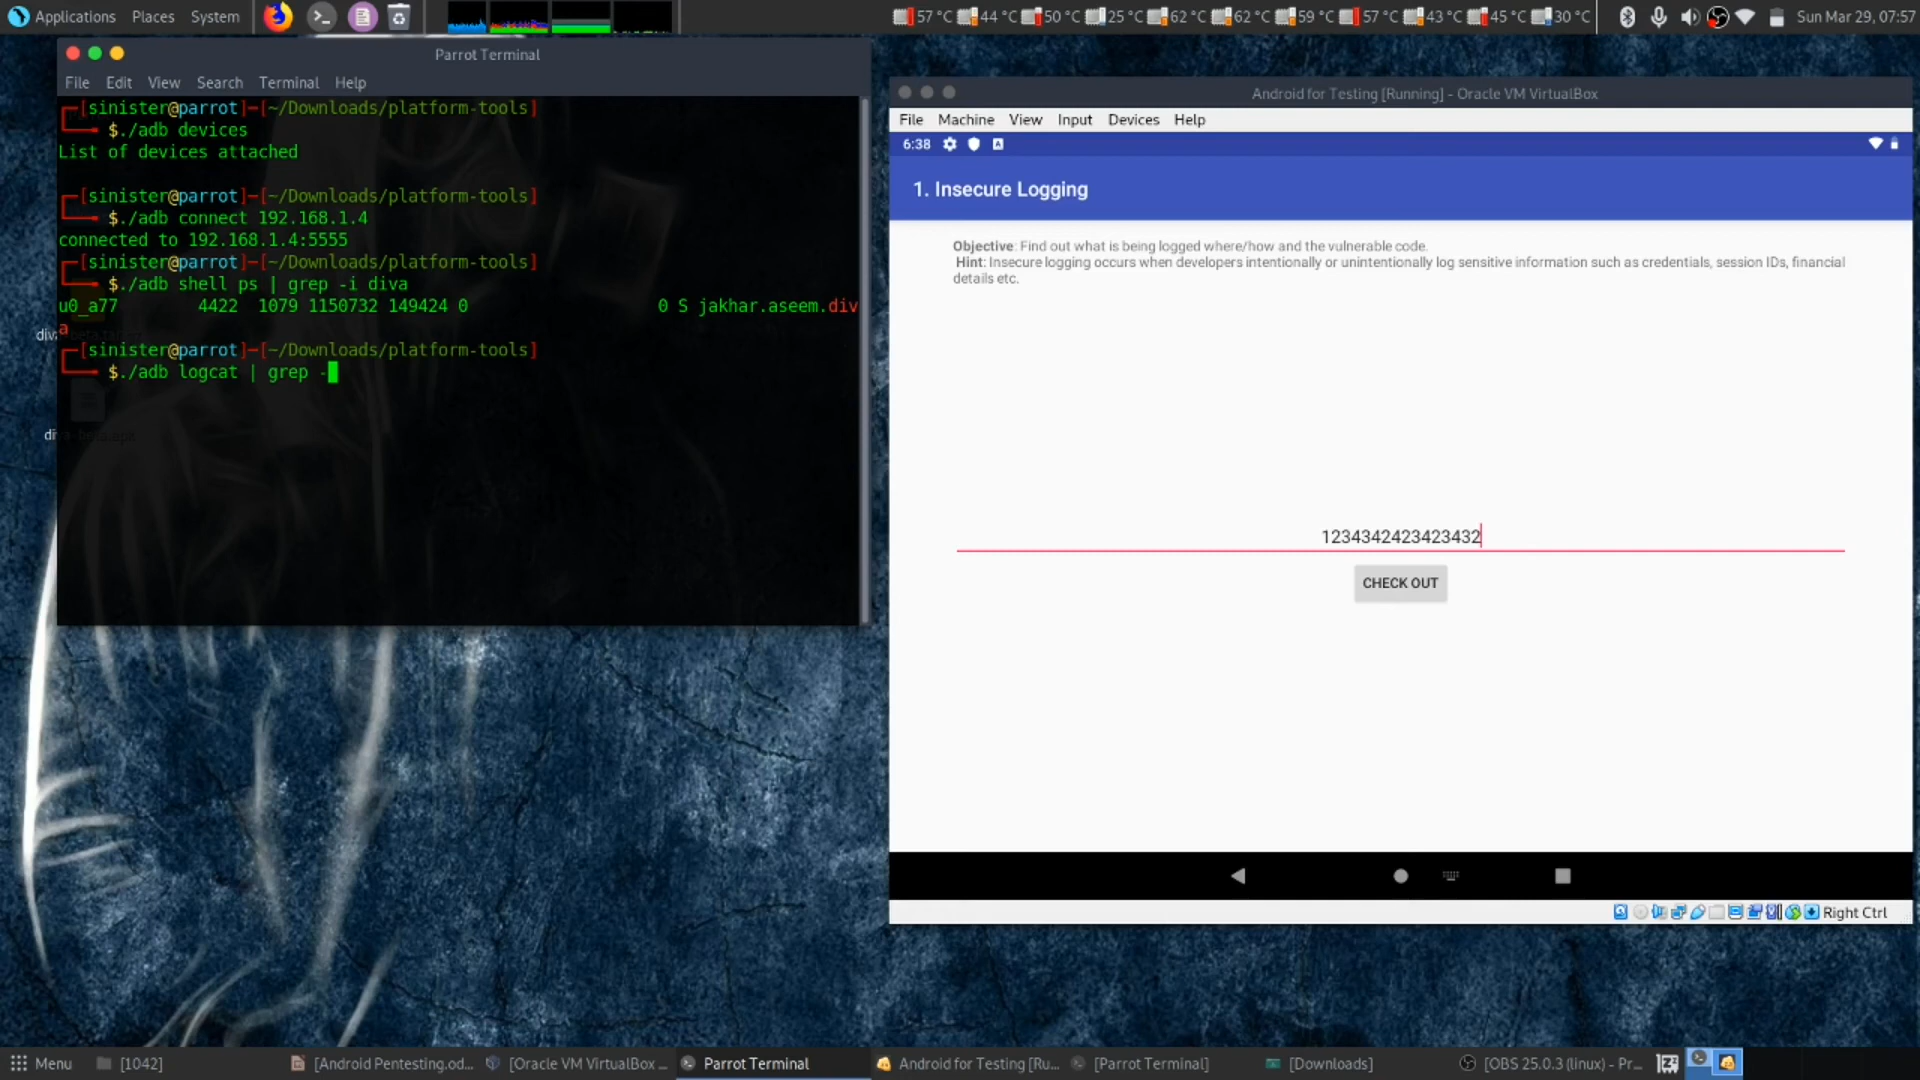 Applications Places System
57 °C 44 °C 50 °C 25 °C 62 °C 62 °C 59 °C 57 °C 43 °C 45 °C 30 °C Sun Mar 29, 07:57
Parrot Terminal
File Edit View Search Terminal Help
[sinister@parrot]-[~/Downloads/platform-tools]
$./adb devices
List of devices attached
[sinister@parrot]-[~/Downloads/platform-tools]
$./adb connect 192.168.1.4
connected to 192.168.1.4:5555
[sinister@parrot]-[~/Downloads/platform-tools]
$./adb shell ps | grep -i diva
u0_a77 4422 1079 1150732 149424 0 0 S jakhar.aseem.div
a
[sinister@parrot]-[~/Downloads/platform-tools]
$./adb logcat | grep -
Android for Testing [Running] - Oracle VM VirtualBox
File Machine View Input Devices Help
6:38
1. Insecure Logging
Objective: Find out what is being logged where/how and the vulnerable code.
Hint: Insecure logging occurs when developers intentionally or unintentionally log sensitive information such as credentials, session IDs, financial
details etc.
1234342423423432
CHECK OUT
Right Ctrl
Menu [1042] [Android Pentesting.od... [Oracle VM VirtualBox ... Parrot Terminal Android for Testing [Ru... [Parrot Terminal] [Downloads] [OBS 25.0.3 (linux) - Pr...